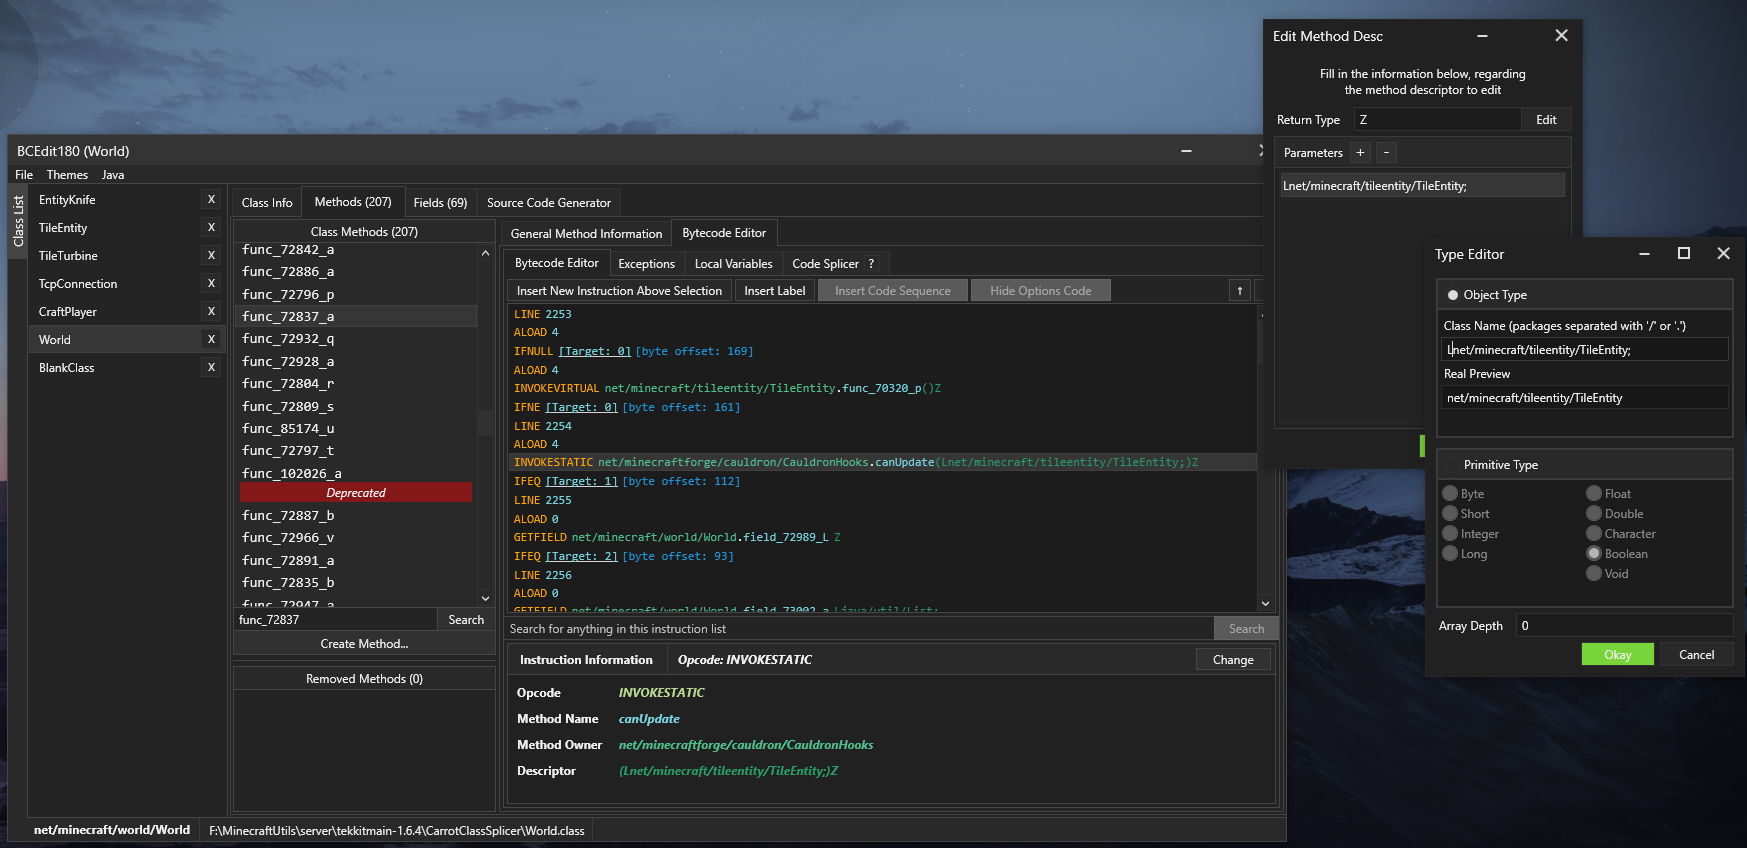 BCEdit180 (World)
File Themes Java
Class List
EntityKnife X
TileEntity X
TileTurbine X
TcpConnection X
CraftPlayer X
World X
BlankClass X
Class Info Methods (207) Fields (69) Source Code Generator
Class Methods (207)
func_72842_a
func_72886_a
func_72796_p
func_72837_a
func_72932_q
func_72928_a
func_72804_r
func_72809_s
func_85174_u
func_72797_t
func_102026_a
Deprecated
func_72887_b
func_72966_v
func_72891_a
func_72835_b
func_72947_a
func_72837 Search
Create Method...
Removed Methods (0)
General Method Information Bytecode Editor
Bytecode Editor Exceptions Local Variables Code Splicer ?
Insert New Instruction Above Selection Insert Label Insert Code Sequence Hide Options Code ↑
LINE 2253
ALOAD 4
IFNULL [Target: 0] [byte offset: 169]
ALOAD 4
INVOKEVIRTUAL net/minecraft/tileentity/TileEntity.func_70320_p()Z
IFNE [Target: 0] [byte offset: 161]
LINE 2254
ALOAD 4
INVOKESTATIC net/minecraftforge/cauldron/CauldronHooks.canUpdate(Lnet/minecraft/tileentity/TileEntity;)Z
IFEQ [Target: 1] [byte offset: 112]
LINE 2255
ALOAD 0
GETFIELD net/minecraft/world/World.field_72989_L Z
IFEQ [Target: 2] [byte offset: 93]
LINE 2256
ALOAD 0
GETFIELD net/minecraft/world/World.field_73002_a Ljava/util/List;
Search for anything in this instruction list Search
Instruction Information Opcode: INVOKESTATIC Change
Opcode INVOKESTATIC
Method Name canUpdate
Method Owner net/minecraftforge/cauldron/CauldronHooks
Descriptor (Lnet/minecraft/tileentity/TileEntity;)Z
net/minecraft/world/World F:\MinecraftUtils\server\tekkitmain-1.6.4\CarrotClassSplicer\World.class
Edit Method Desc
Fill in the information below, regarding
the method descriptor to edit
Return Type Z Edit
Parameters + -
Lnet/minecraft/tileentity/TileEntity;
Type Editor
Object Type
Class Name (packages separated with '/' or '.')
Lnet/minecraft/tileentity/TileEntity;
Real Preview
net/minecraft/tileentity/TileEntity
Primitive Type
Byte Float
Short Double
Integer Character
Long Boolean
Void
Array Depth 0
Okay Cancel